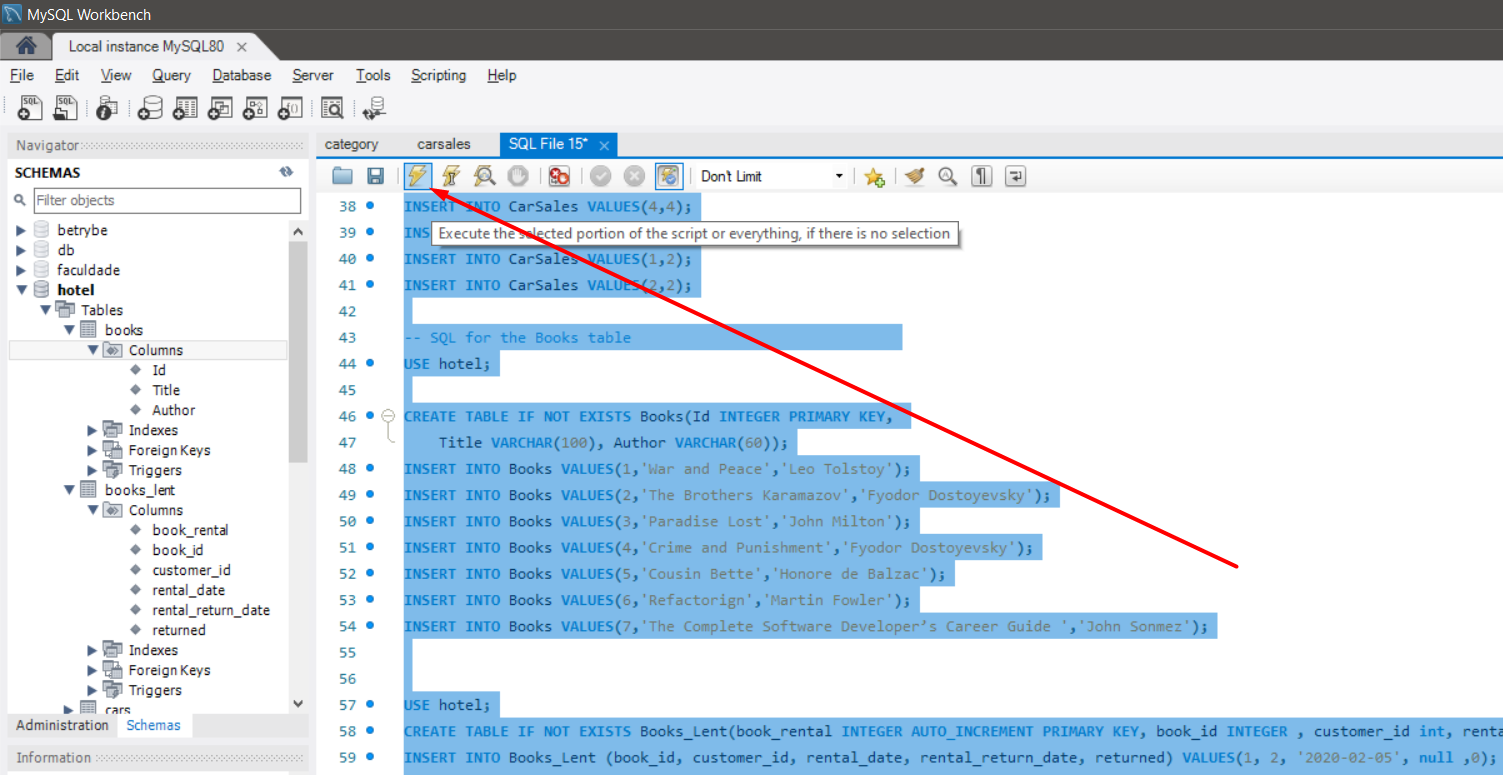 MySQL Workbench
Local instance MySQL80
File Edit View Query Database Server Tools Scripting Help
SQL SQL
Navigator
SCHEMAS
Filter objects
betrybe
db
faculdade
hotel
Tables
books
Columns
Id
Title
Author
Indexes
Foreign Keys
Triggers
books_lent
Columns
book_rental
book_id
customer_id
rental_date
rental_return_date
returned
Indexes
Foreign Keys
Triggers
cars
Administration Schemas
Information
category carsales SQL File 15*
Don't Limit
38 INSERT INTO CarSales VALUES(4,4);
39 INS
Execute the selected portion of the script or everything, if there is no selection
40 INSERT INTO CarSales VALUES(1,2);
41 INSERT INTO CarSales VALUES(2,2);
42
43 -- SQL for the Books table
44 USE hotel;
45
46 CREATE TABLE IF NOT EXISTS Books(Id INTEGER PRIMARY KEY,
47 Title VARCHAR(100), Author VARCHAR(60));
48 INSERT INTO Books VALUES(1,'War and Peace','Leo Tolstoy');
49 INSERT INTO Books VALUES(2,'The Brothers Karamazov','Fyodor Dostoyevsky');
50 INSERT INTO Books VALUES(3,'Paradise Lost','John Milton');
51 INSERT INTO Books VALUES(4,'Crime and Punishment','Fyodor Dostoyevsky');
52 INSERT INTO Books VALUES(5,'Cousin Bette','Honore de Balzac');
53 INSERT INTO Books VALUES(6,'Refactorign','Martin Fowler');
54 INSERT INTO Books VALUES(7,'The Complete Software Developer’s Career Guide ','John Sonmez');
55
56
57 USE hotel;
58 CREATE TABLE IF NOT EXISTS Books_Lent(book_rental INTEGER AUTO_INCREMENT PRIMARY KEY, book_id INTEGER , customer_id int, renta
59 INSERT INTO Books_Lent (book_id, customer_id, rental_date, rental_return_date, returned) VALUES(1, 2, '2020-02-05', null ,0);